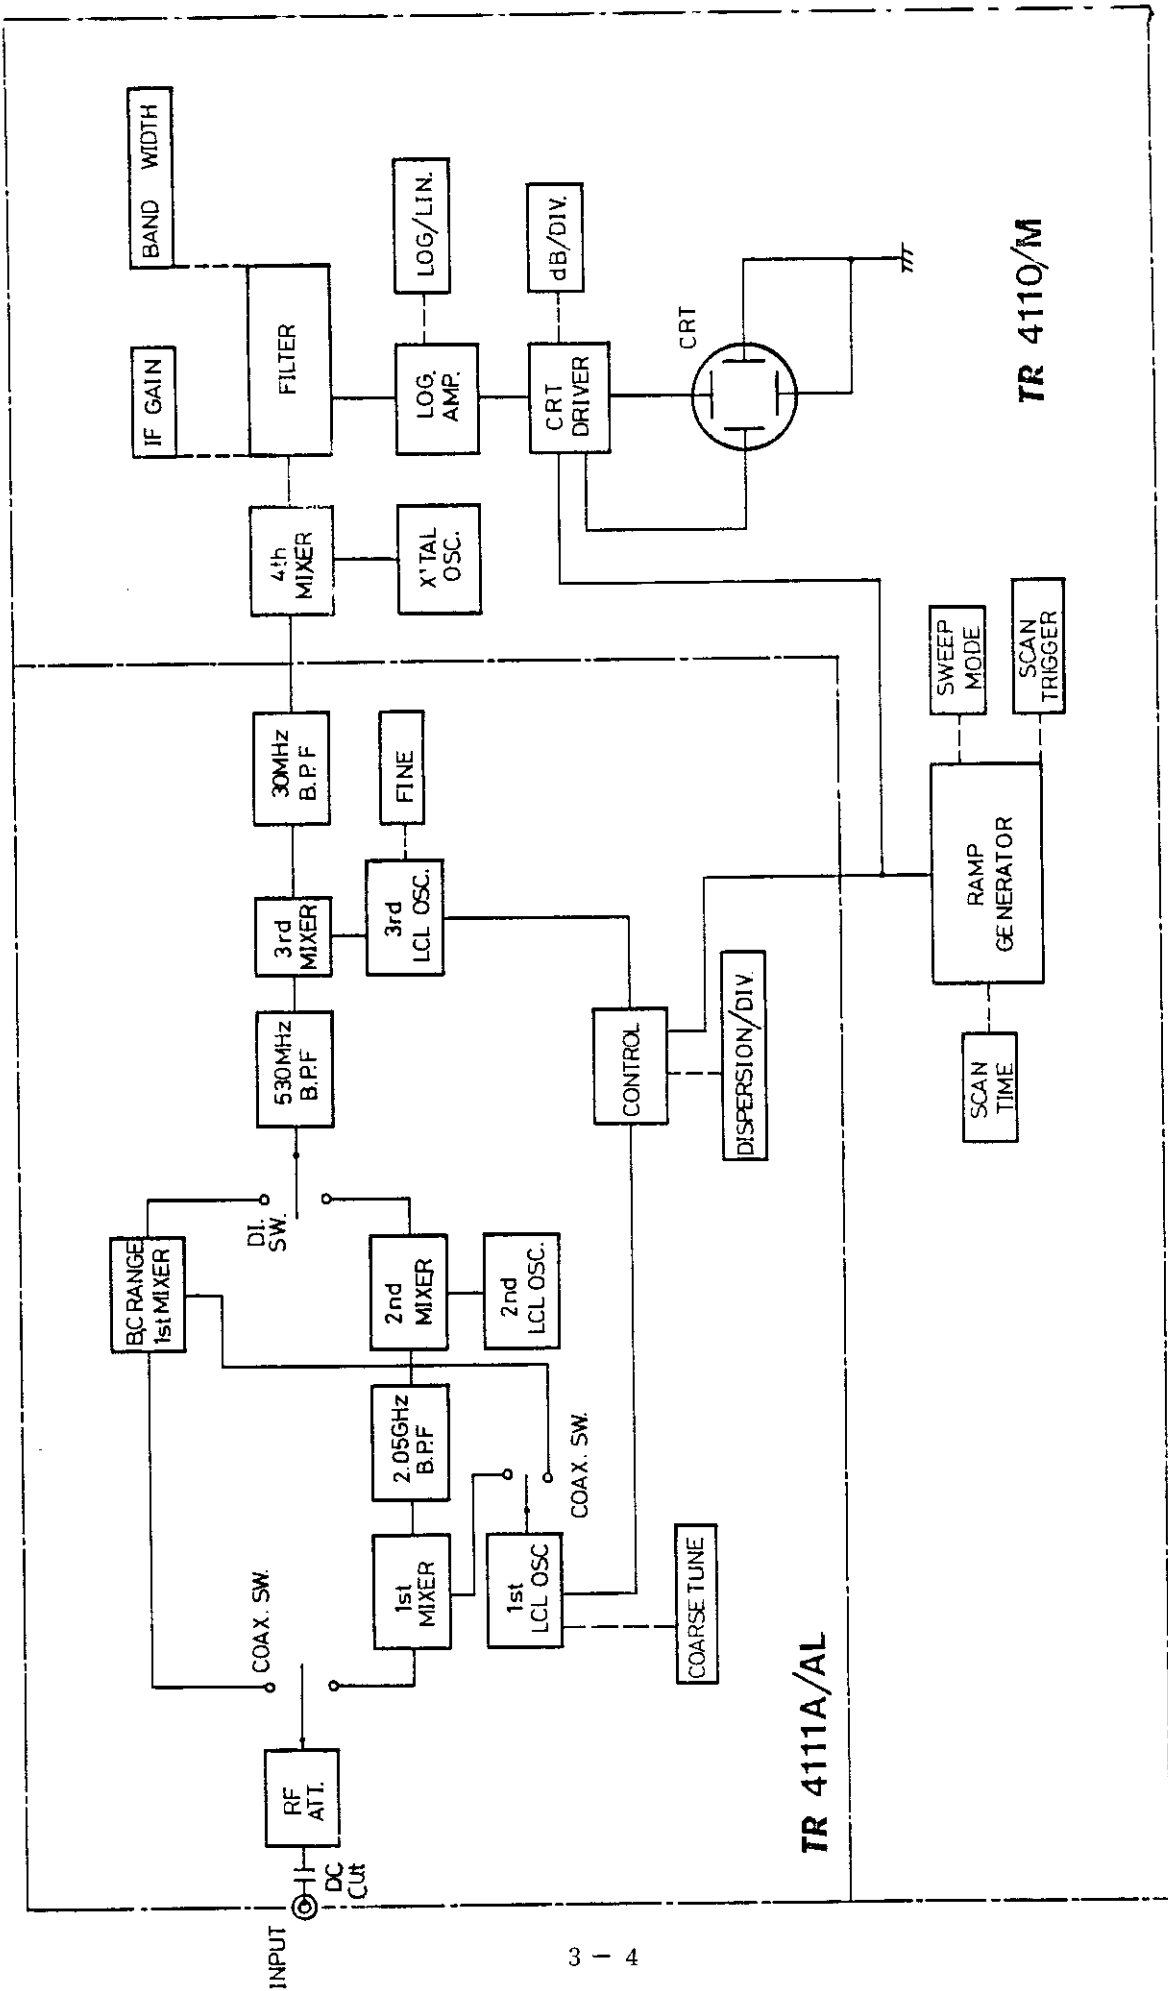 INPUT
DC
CUt
RF
ATT.
COAX. SW.
B,C RANGE
1st MIXER
DI.
SW.
1st
MIXER
2.05GHz
B.P.F
2nd
MIXER
2nd
LCL OSC.
1st
LCL OSC
COAX. SW.
COARSE TUNE
530MHz
B.P.F
3rd
MIXER
30MHz
B.P.F
3rd
LCL OSC.
FINE
CONTROL
DISPERSION/DIV.
TR 4111A/AL
4th
MIXER
X'TAL
OSC.
IF GAIN
BAND WIDTH
FILTER
LOG.
AMP.
LOG/LIN.
CRT
DRIVER
dB/DIV.
CRT
SCAN
TIME
RAMP
GENERATOR
SWEEP
MODE
SCAN
TRIGGER
TR 4110/M
3 - 4